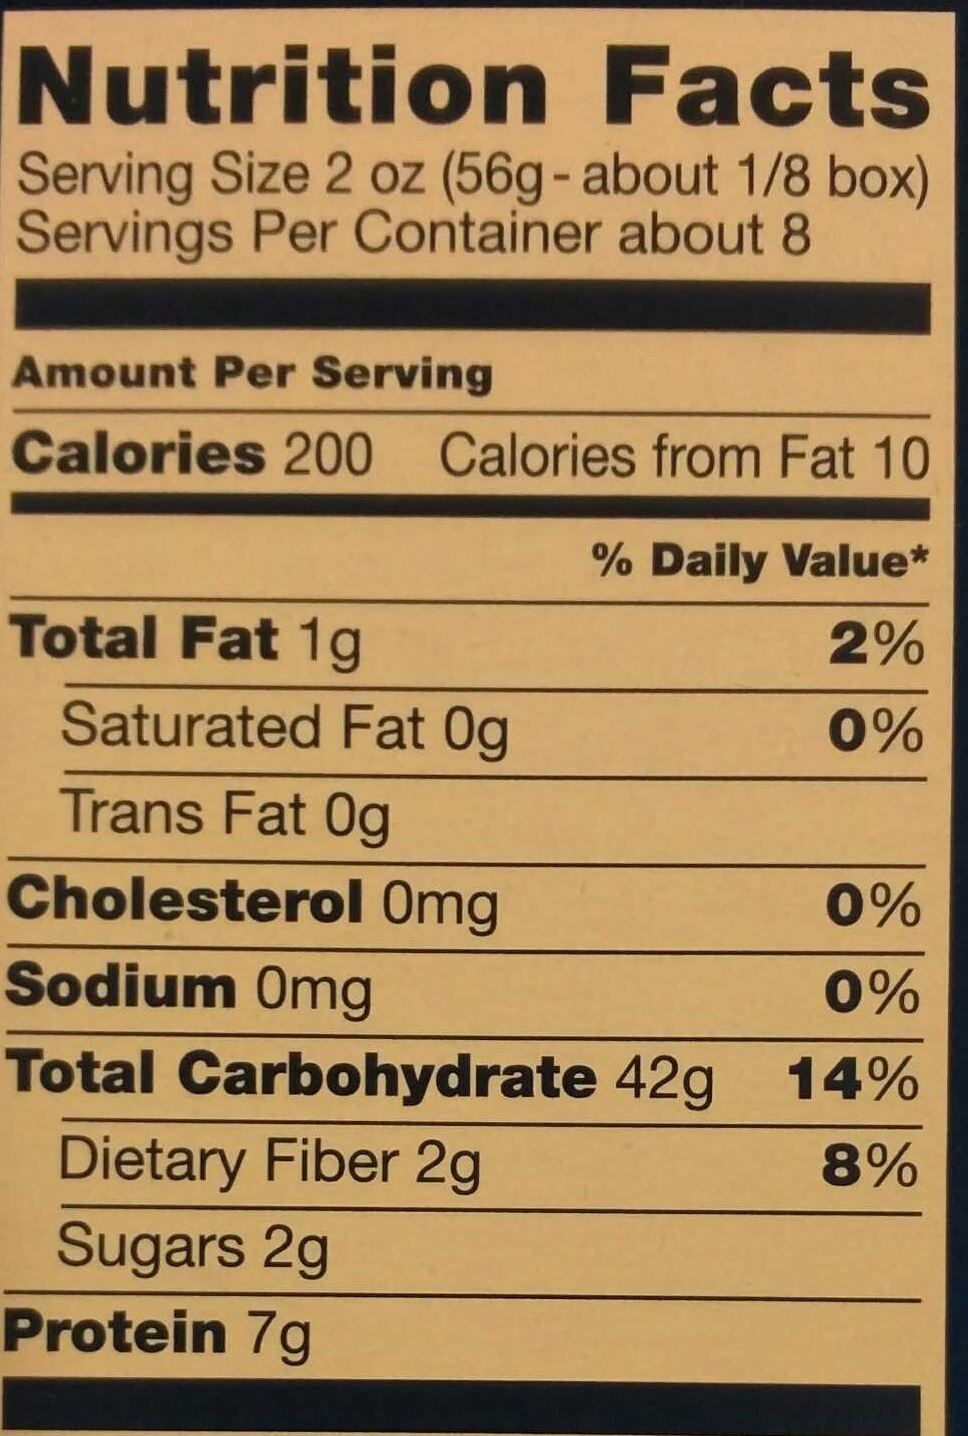 Nutrition Facts
Serving Size 2 oz (56g - about 1/8 box)
Servings Per Container about 8
Amount Per Serving
Calories 200 Calories from Fat 10
% Daily Value*
Total Fat 1g 2%
Saturated Fat 0g 0%
Trans Fat 0g
Cholesterol 0mg 0%
Sodium 0mg 0%
Total Carbohydrate 42g 14%
Dietary Fiber 2g 8%
Sugars 2g
Protein 7g